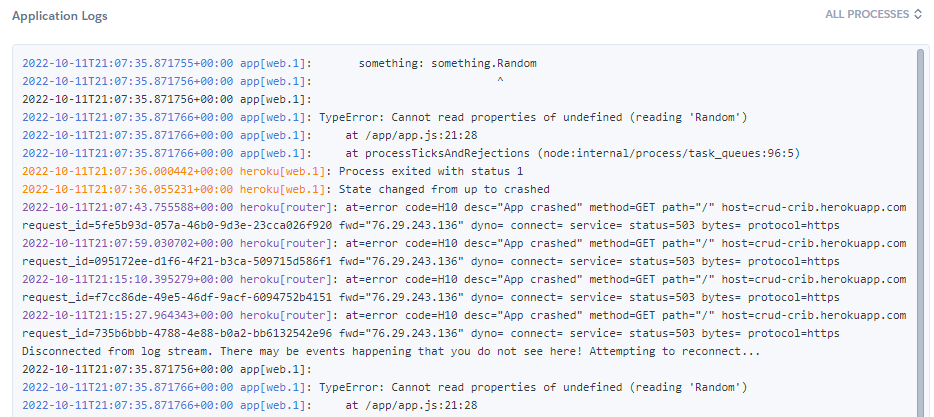 Application Logs
ALL PROCESSES
2022-10-11T21:07:35.871755+00:00 app[web.1]:       something: something.Random
2022-10-11T21:07:35.871756+00:00 app[web.1]:                            ^
2022-10-11T21:07:35.871756+00:00 app[web.1]:
2022-10-11T21:07:35.871766+00:00 app[web.1]: TypeError: Cannot read properties of undefined (reading 'Random')
2022-10-11T21:07:35.871766+00:00 app[web.1]:     at /app/app.js:21:28
2022-10-11T21:07:35.871766+00:00 app[web.1]:     at processTicksAndRejections (node:internal/process/task_queues:96:5)
2022-10-11T21:07:36.000442+00:00 heroku[web.1]: Process exited with status 1
2022-10-11T21:07:36.055231+00:00 heroku[web.1]: State changed from up to crashed
2022-10-11T21:07:43.755588+00:00 heroku[router]: at=error code=H10 desc="App crashed" method=GET path="/" host=crud-crib.herokuapp.com
request_id=5fe5b93d-057a-46b0-9d3e-23cca026f920 fwd="76.29.243.136" dyno= connect= service= status=503 bytes= protocol=https
2022-10-11T21:07:59.030702+00:00 heroku[router]: at=error code=H10 desc="App crashed" method=GET path="/" host=crud-crib.herokuapp.com
request_id=095172ee-d1f6-4f21-b3ca-509715d586f1 fwd="76.29.243.136" dyno= connect= service= status=503 bytes= protocol=https
2022-10-11T21:15:10.395279+00:00 heroku[router]: at=error code=H10 desc="App crashed" method=GET path="/" host=crud-crib.herokuapp.com
request_id=f7cc86de-49e5-46df-9acf-6094752b4151 fwd="76.29.243.136" dyno= connect= service= status=503 bytes= protocol=https
2022-10-11T21:15:27.964343+00:00 heroku[router]: at=error code=H10 desc="App crashed" method=GET path="/" host=crud-crib.herokuapp.com
request_id=735b6bbb-4788-4e88-b0a2-bb6132542e96 fwd="76.29.243.136" dyno= connect= service= status=503 bytes= protocol=https
Disconnected from log stream. There may be events happening that you do not see here! Attempting to reconnect...
2022-10-11T21:07:35.871756+00:00 app[web.1]:
2022-10-11T21:07:35.871766+00:00 app[web.1]: TypeError: Cannot read properties of undefined (reading 'Random')
2022-10-11T21:07:35.871766+00:00 app[web.1]:     at /app/app.js:21:28